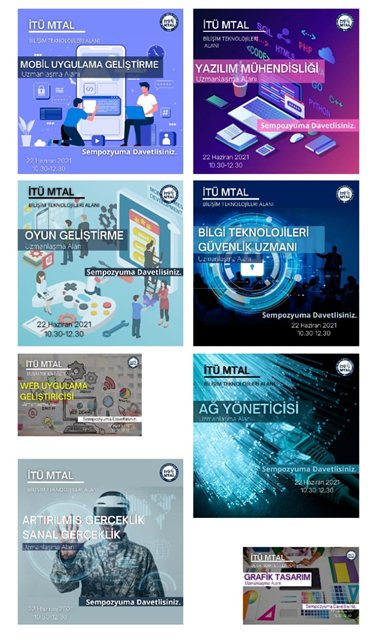 İTÜ MTAL
BİLİŞİM TEKNOLOJİLERİ ALANI
MOBİL UYGULAMA GELİŞTİRME
Uzmanlaşma Alanı
Sempozyuma Davetlisiniz.
22 Haziran 2021
10.30-12.30
İTÜ MTAL
BİLİŞİM TEKNOLOJİLERİ
ALANI
SQL
HTML5
PHP
<CODE>
C++
GO
PYTHON
YAZILIM MÜHENDİSLİĞİ
Uzmanlaşma Alanı
Sempozyuma Davetlisiniz.
22 Haziran 2021
10.30-12.30
İTÜ MTAL
BİLİŞİM TEKNOLOJİLERİ ALANI
OYUN GELİŞTİRME
Uzmanlaşma Alanı
Sempozyuma Davetlisiniz.
22 Haziran 2021
10.30-12.30
İTÜ MTAL
BİLİŞİM TEKNOLOJİLERİ ALANI
BİLGİ TEKNOLOJİLERİ
GÜVENLİK UZMANI
Uzmanlaşma Alanı
Sempozyuma Davetlisiniz.
22 Haziran 2021
10.30-12.30
İTÜ MTAL
WEB UYGULAMA
GELİŞTİRİCİSİ
Uzmanlaşma Alanı
Sempozyuma Davetlisiniz.
İTÜ MTAL
BİLİŞİM TEKNOLOJİLERİ ALANI
AĞ YÖNETİCİSİ
Uzmanlaşma Alanı
Sempozyuma Davetlisiniz.
22 Haziran 2021
10.30-12.30
İTÜ MTAL
BİLİŞİM TEKNOLOJİLERİ ALANI
ARTIRILMIŞ GERÇEKLİK
SANAL GERÇEKLİK
Uzmanlaşma Alanı
Sempozyuma Davetlisiniz.
22 Haziran 2021
10.30-12.30
İTÜ MTAL
GRAFİK TASARIM
Uzmanlaşma Alanı
Sempozyuma Davetlisiniz.